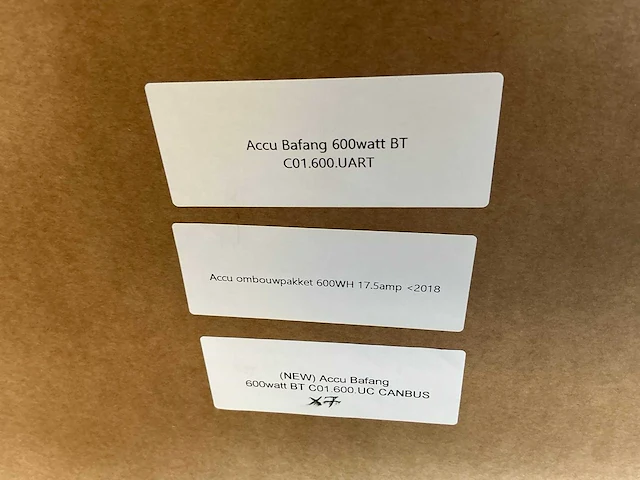 Accu Bafang 600watt BT
C01.600.UART
Accu ombouwpakket 600WH 17.5amp <2018
(NEW) Accu Bafang
600watt BT C01.600.UC CANBUS
x7